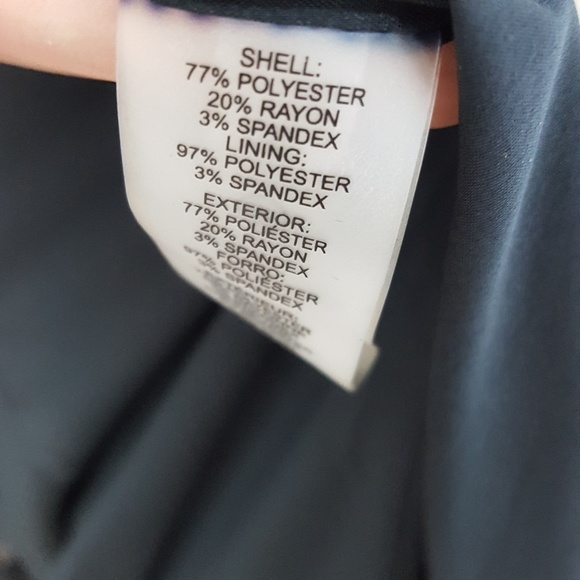 SHELL:
77% POLYESTER
20% RAYON
3% SPANDEX
LINING:
97% POLYESTER
3% SPANDEX
EXTERIOR:
77% POLIÉSTER
20% RAYON
3% SPANDEX
FORRO:
97% POLIÉSTER
3% SPANDEX